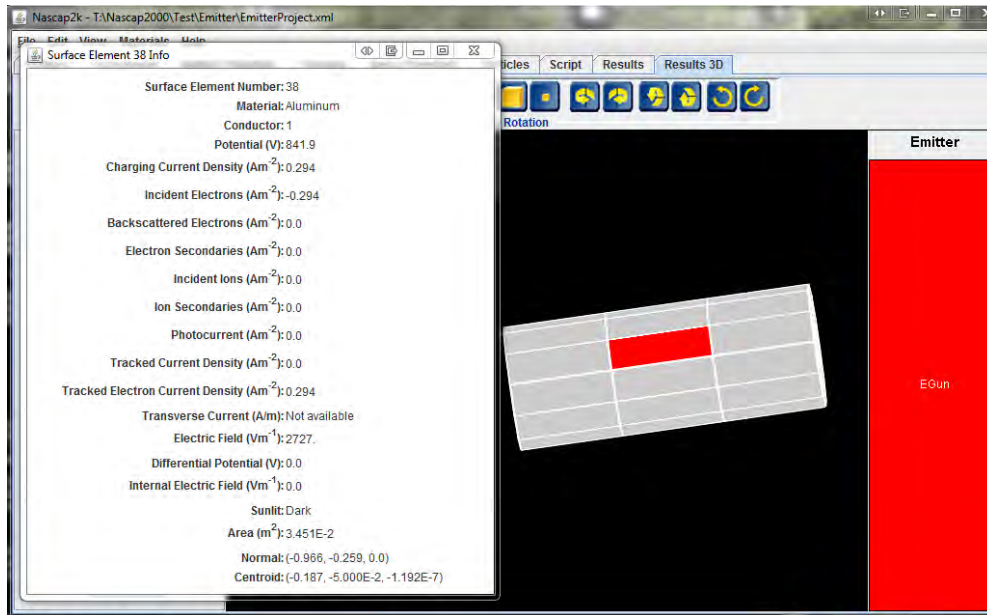 Nascap2k - T:\Nascap2000\Test\Emitter\EmitterProject.xml
File Edit View Materials Help
Surface Element 38 Info
Script Results Results 3D
Rotation
Surface Element Number: 38
Material: Aluminum
Conductor: 1
Potential (V): 841.9
Charging Current Density (Am-2): 0.294
Incident Electrons (Am-2): -0.294
Backscattered Electrons (Am-2): 0.0
Electron Secondaries (Am-2): 0.0
Incident Ions (Am-2): 0.0
Ion Secondaries (Am-2): 0.0
Photocurrent (Am-2): 0.0
Tracked Current Density (Am-2): 0.0
Tracked Electron Current Density (Am-2): 0.294
Transverse Current (A/m): Not available
Electric Field (Vm-1): 2727.
Differential Potential (V): 0.0
Internal Electric Field (Vm-1): 0.0
Sunlit: Dark
Area (m2): 3.451E-2
Normal: (-0.966, -0.259, 0.0)
Centroid: (-0.187, -5.000E-2, -1.192E-7)
Emitter
EGun